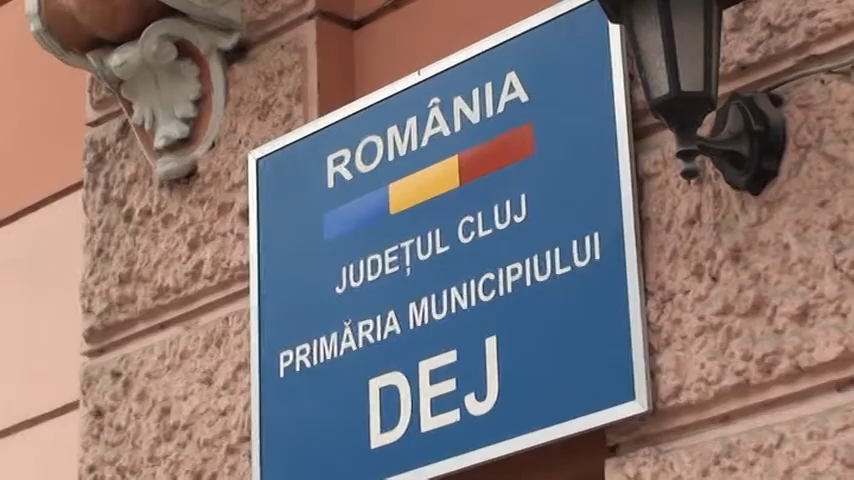 ROMÂNIA
JUDEȚUL CLUJ
PRIMĂRIA MUNICIPIULUI
DEJ